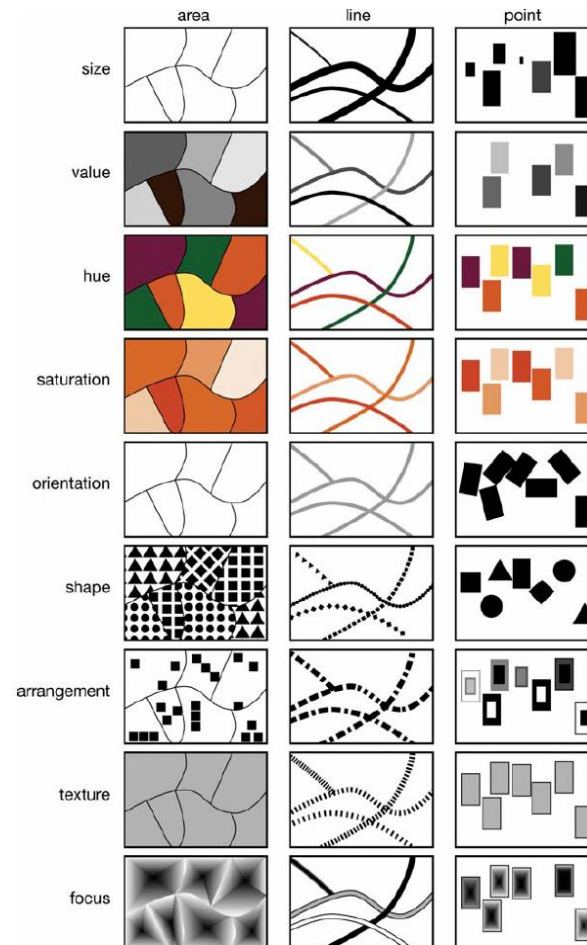 area line point
size
value
hue
saturation
orientation
shape
arrangement
texture
focus